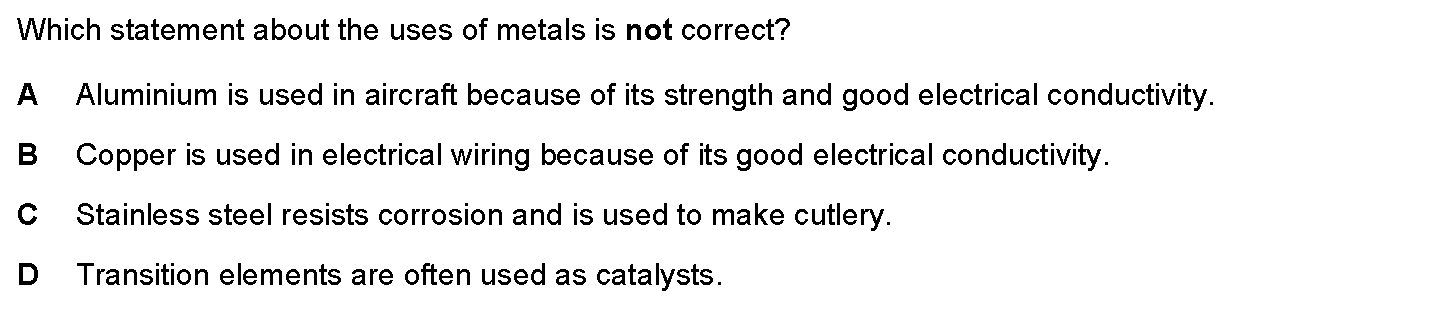 Which statement about the uses of metals is not correct?
A Aluminium is used in aircraft because of its strength and good electrical conductivity.
B Copper is used in electrical wiring because of its good electrical conductivity.
C Stainless steel resists corrosion and is used to make cutlery.
D Transition elements are often used as catalysts.